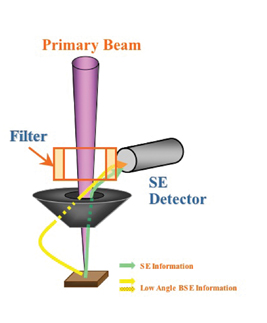 Primary Beam
Filter
SE
Detector
SE Information
Low Angle BSE Information